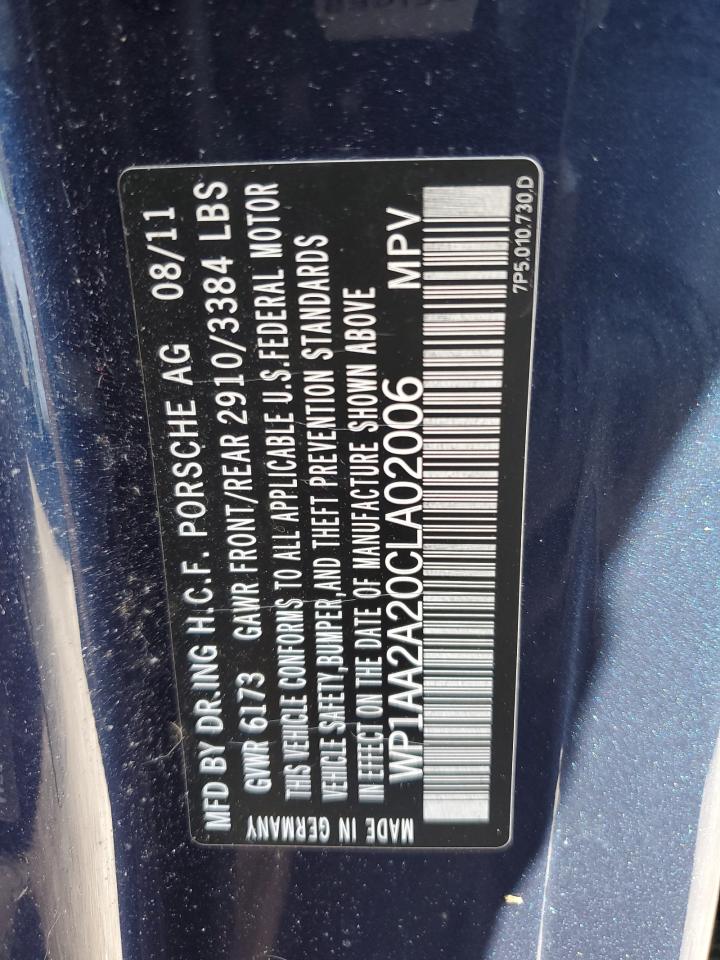 MFD BY DR.ING H.C.F. PORSCHE AG 08/11
GVWR 6173 GAWR FRONT/REAR 2910/3384 LBS
THIS VEHICLE CONFORMS TO ALL APPLICABLE U.S.FEDERAL MOTOR
VEHICLE SAFETY,BUMPER,AND THEFT PREVENTION STANDARDS
IN EFFECT ON THE DATE OF MANUFACTURE SHOWN ABOVE
WP1AA2A20CLA02006 MPV
MADE IN GERMANY
7P5.010.730.D